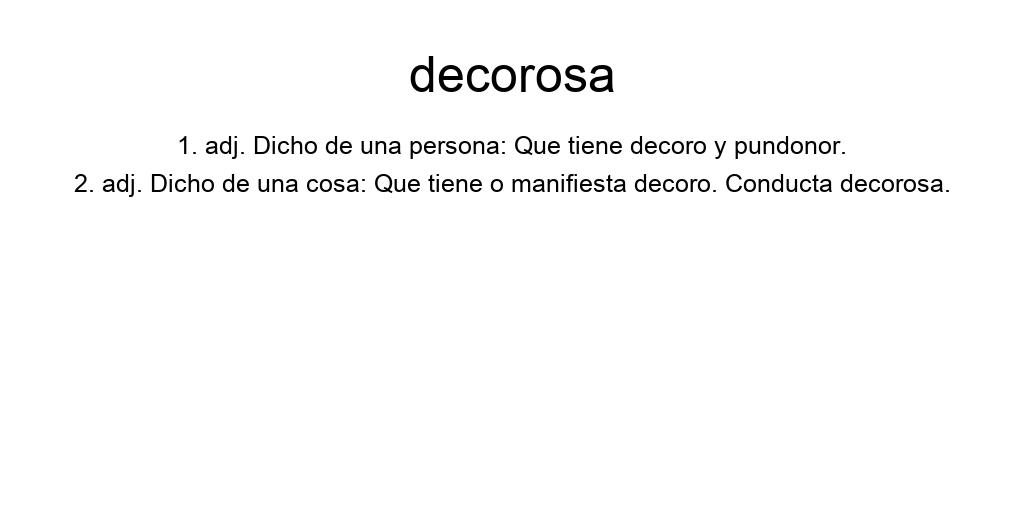 decorosa
1. adj. Dicho de una persona: Que tiene decoro y pundonor.
2. adj. Dicho de una cosa: Que tiene o manifiesta decoro. Conducta decorosa.